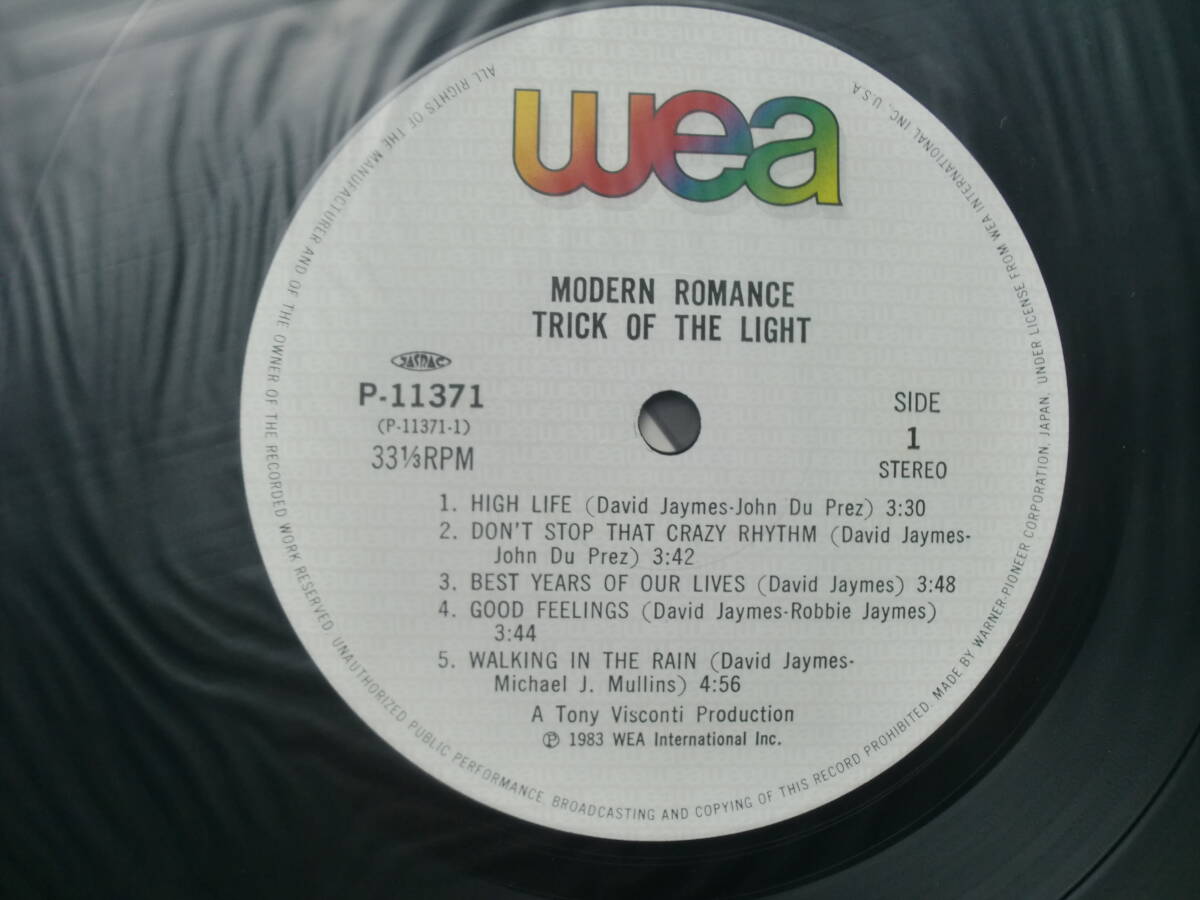 wea
MODERN ROMANCE
TRICK OF THE LIGHT
JASRAC
P-11371
(P-11371-1)
33⅓RPM
SIDE
1
STEREO
1. HIGH LIFE (David Jaymes-John Du Prez) 3:30
2. DON'T STOP THAT CRAZY RHYTHM (David Jaymes-
John Du Prez) 3:42
3. BEST YEARS OF OUR LIVES (David Jaymes) 3:48
4. GOOD FEELINGS (David Jaymes-Robbie Jaymes)
3:44
5. WALKING IN THE RAIN (David Jaymes-
Michael J. Mullins) 4:56
A Tony Visconti Production
Ⓟ 1983 WEA International Inc.
ALL RIGHTS OF THE MANUFACTURER AND OF THE OWNER OF THE RECORDED WORK RESERVED. UNAUTHORIZED PUBLIC PERFORMANCE, BROADCASTING AND COPYING OF THIS RECORD PROHIBITED. MADE BY WARNER-PIONEER CORPORATION, JAPAN. UNDER LICENSE FROM WEA INTERNATIONAL INC., U.S.A